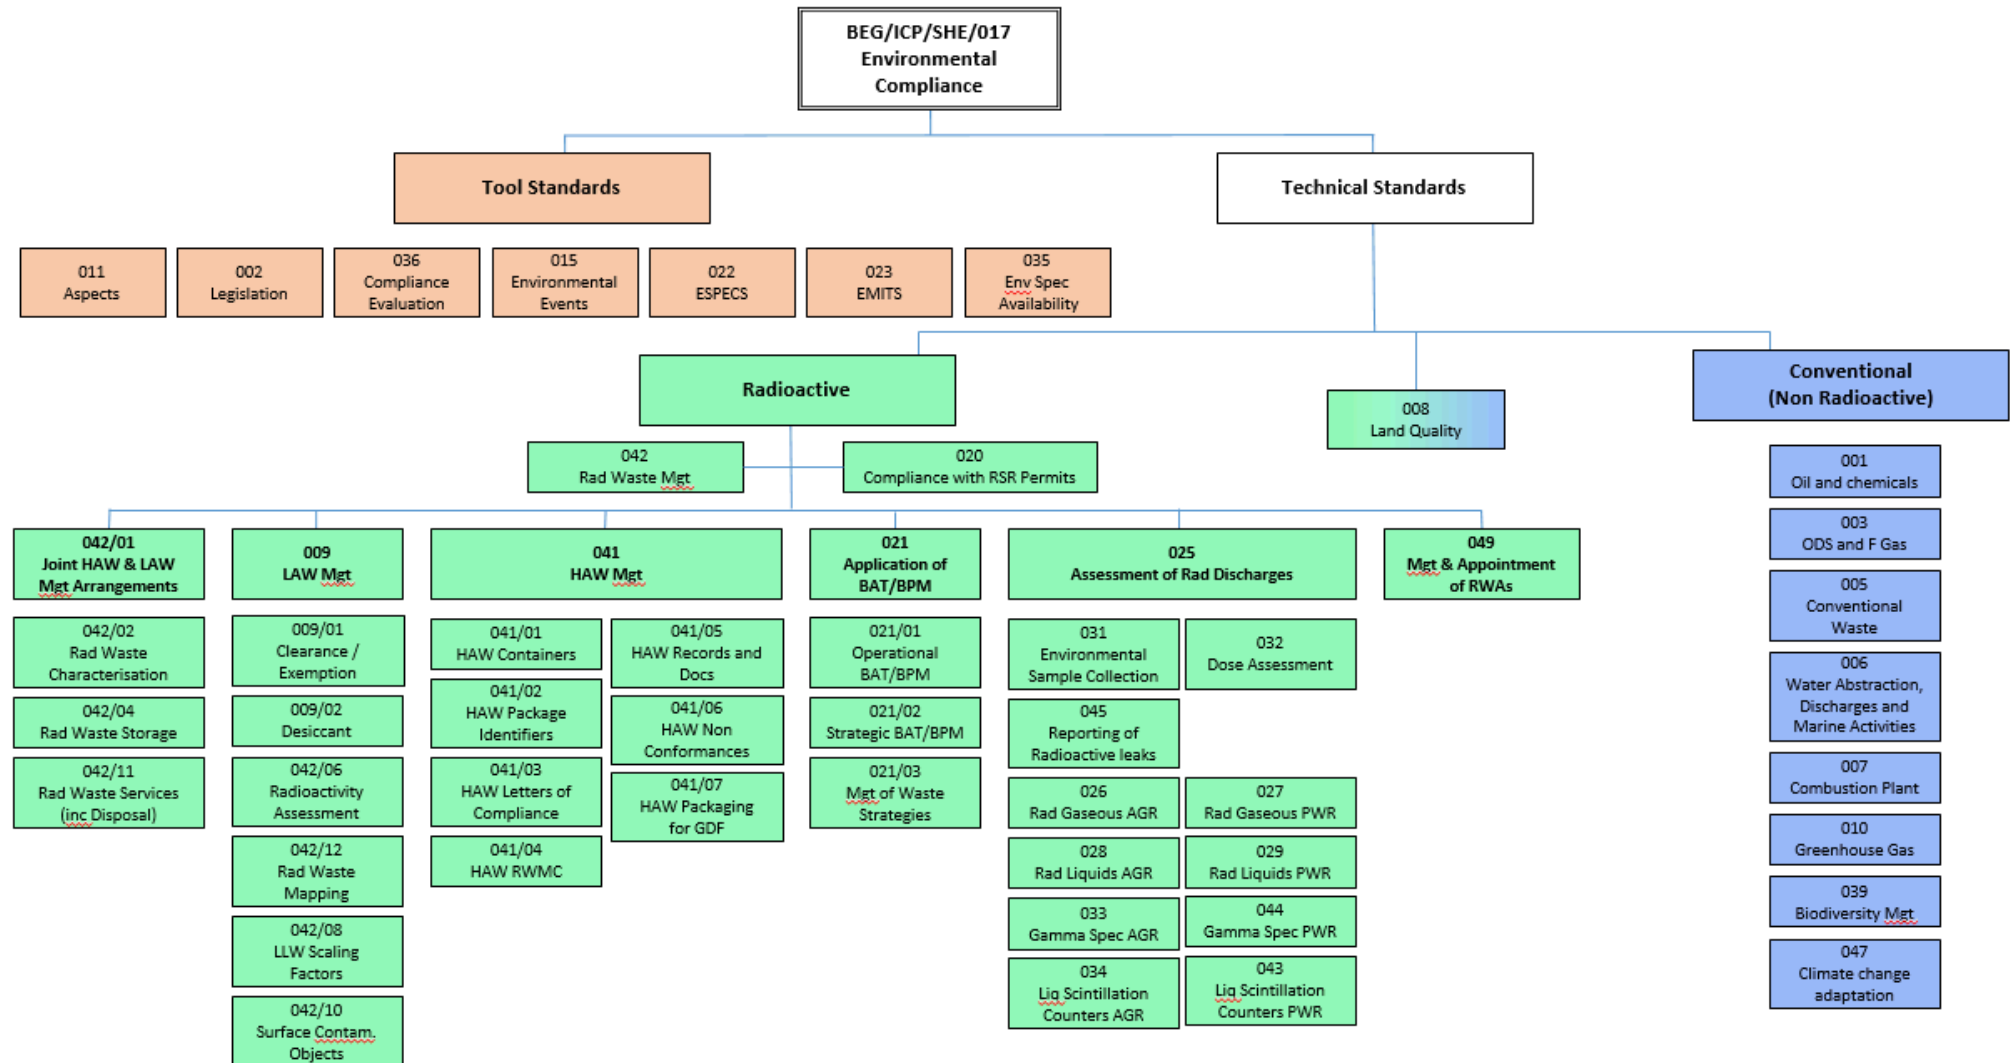 BEG/ICP/SHE/017
Environmental
Compliance
Tool Standards
Technical Standards
011
Aspects
002
Legislation
036
Compliance
Evaluation
015
Environmental
Events
022
ESPECS
023
EMITS
035
Env Spec
Availability
Radioactive
008
Land Quality
Conventional
(Non Radioactive)
042
Rad Waste Mgt
020
Compliance with RSR Permits
042/01
Joint HAW & LAW
Mgt Arrangements
042/02
Rad Waste
Characterisation
042/04
Rad Waste Storage
042/11
Rad Waste Services
(inc Disposal)
009
LAW Mgt
009/01
Clearance /
Exemption
009/02
Desiccant
042/06
Radioactivity
Assessment
042/12
Rad Waste
Mapping
042/08
LLW Scaling
Factors
042/10
Surface Contam.
Objects
041
HAW Mgt
041/01
HAW Containers
041/02
HAW Package
Identifiers
041/03
HAW Letters of
Compliance
041/04
HAW RWMC
041/05
HAW Records and
Docs
041/06
HAW Non
Conformances
041/07
HAW Packaging
for GDF
021
Application of
BAT/BPM
021/01
Operational
BAT/BPM
021/02
Strategic BAT/BPM
021/03
Mgt of Waste
Strategies
025
Assessment of Rad Discharges
031
Environmental
Sample Collection
032
Dose Assessment
045
Reporting of
Radioactive leaks
026
Rad Gaseous AGR
027
Rad Gaseous PWR
028
Rad Liquids AGR
029
Rad Liquids PWR
033
Gamma Spec AGR
044
Gamma Spec PWR
034
Liq Scintillation
Counters AGR
043
Liq Scintillation
Counters PWR
049
Mgt & Appointment
of RWAs
001
Oil and chemicals
003
ODS and F Gas
005
Conventional
Waste
006
Water Abstraction,
Discharges and
Marine Activities
007
Combustion Plant
010
Greenhouse Gas
039
Biodiversity Mgt
047
Climate change
adaptation